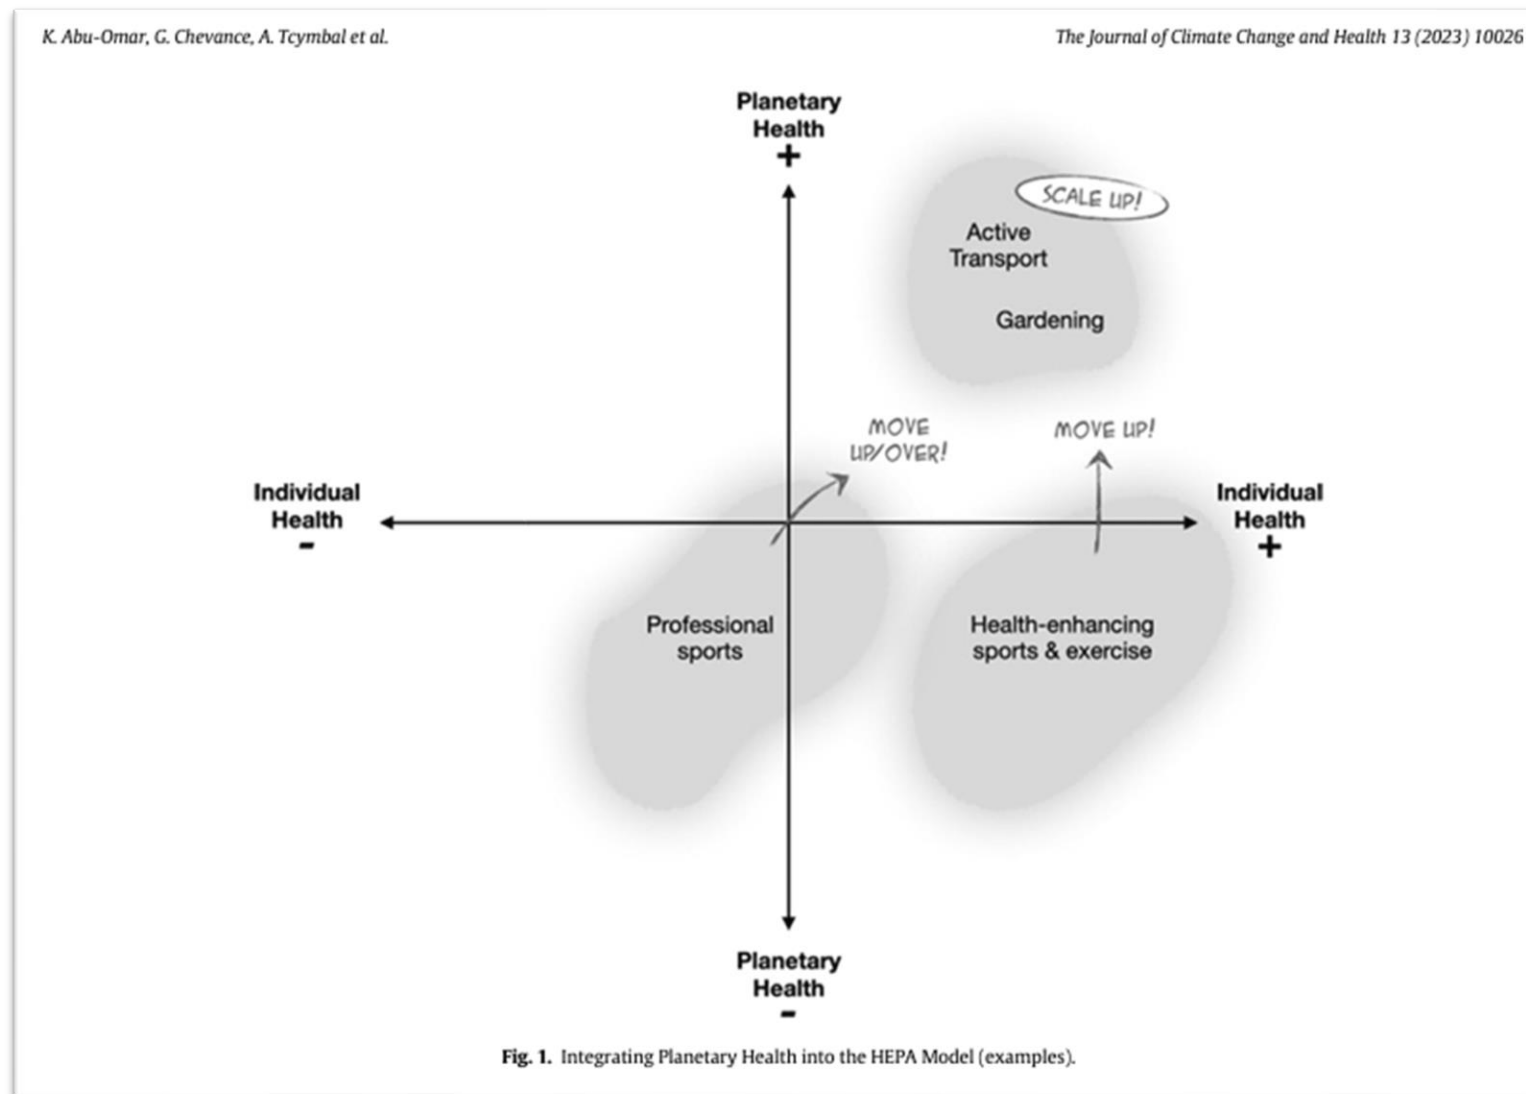 K. Abu-Omar, G. Chevance, A. Tcymbal et al.
The Journal of Climate Change and Health 13 (2023) 10026
Planetary
Health
+
SCALE UP!
Active
Transport
Gardening
MOVE
UP/OVER!
MOVE UP!
Individual
Health
-
Individual
Health
+
Professional
sports
Health-enhancing
sports & exercise
Planetary
Health
-
Fig. 1. Integrating Planetary Health into the HEPA Model (examples).